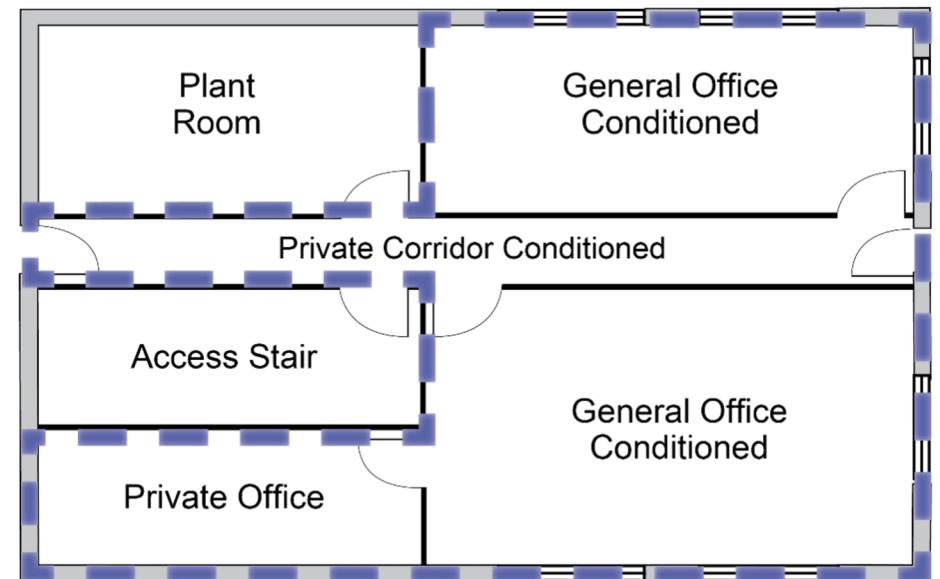 Plant
Room
General Office
Conditioned
Private Corridor Conditioned
Access Stair
General Office
Conditioned
Private Office